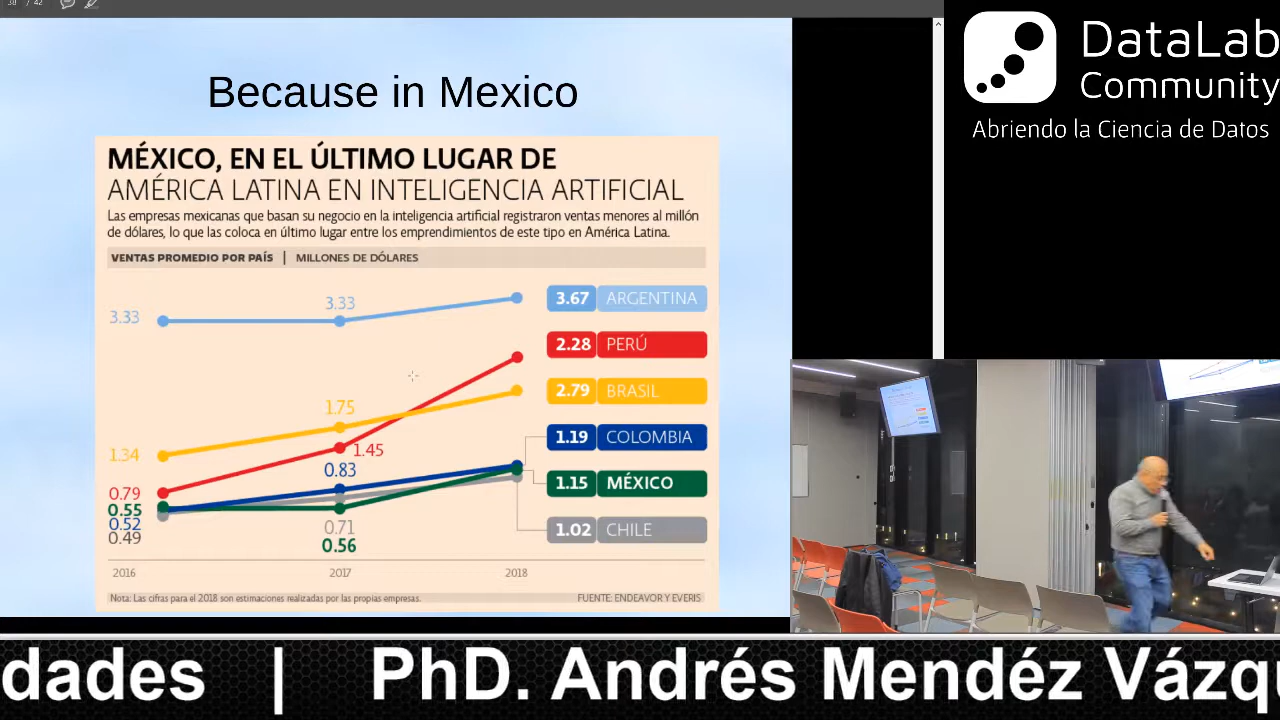 38 / 42
DataLab
Community
Abriendo la Ciencia de Datos
Because in Mexico
MÉXICO, EN EL ÚLTIMO LUGAR DE
AMÉRICA LATINA EN INTELIGENCIA ARTIFICIAL
Las empresas mexicanas que basan su negocio en la inteligencia artificial registraron ventas menores al millón
de dólares, lo que las coloca en último lugar entre los emprendimientos de este tipo en América Latina.
VENTAS PROMEDIO POR PAÍS | MILLONES DE DÓLARES
3.33
3.33
3.67 ARGENTINA
2.28 PERÚ
1.34
1.75
2.79 BRASIL
0.79
1.45
0.83
1.19 COLOMBIA
0.55
0.52
0.49
1.15 MÉXICO
0.71
0.56
1.02 CHILE
2016
2017
2018
Nota: Las cifras para el 2018 son estimaciones realizadas por las propias empresas.
FUENTE: ENDEAVOR Y EVERIS
dades | PhD. Andrés Mendéz Vázqu